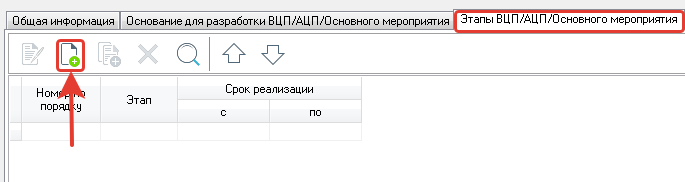 Общая информация Основание для разработки ВЦП/АЦП/Основного мероприятия Этапы ВЦП/АЦП/Основного мероприятия
Номер по порядку Этап Срок реализации
с по